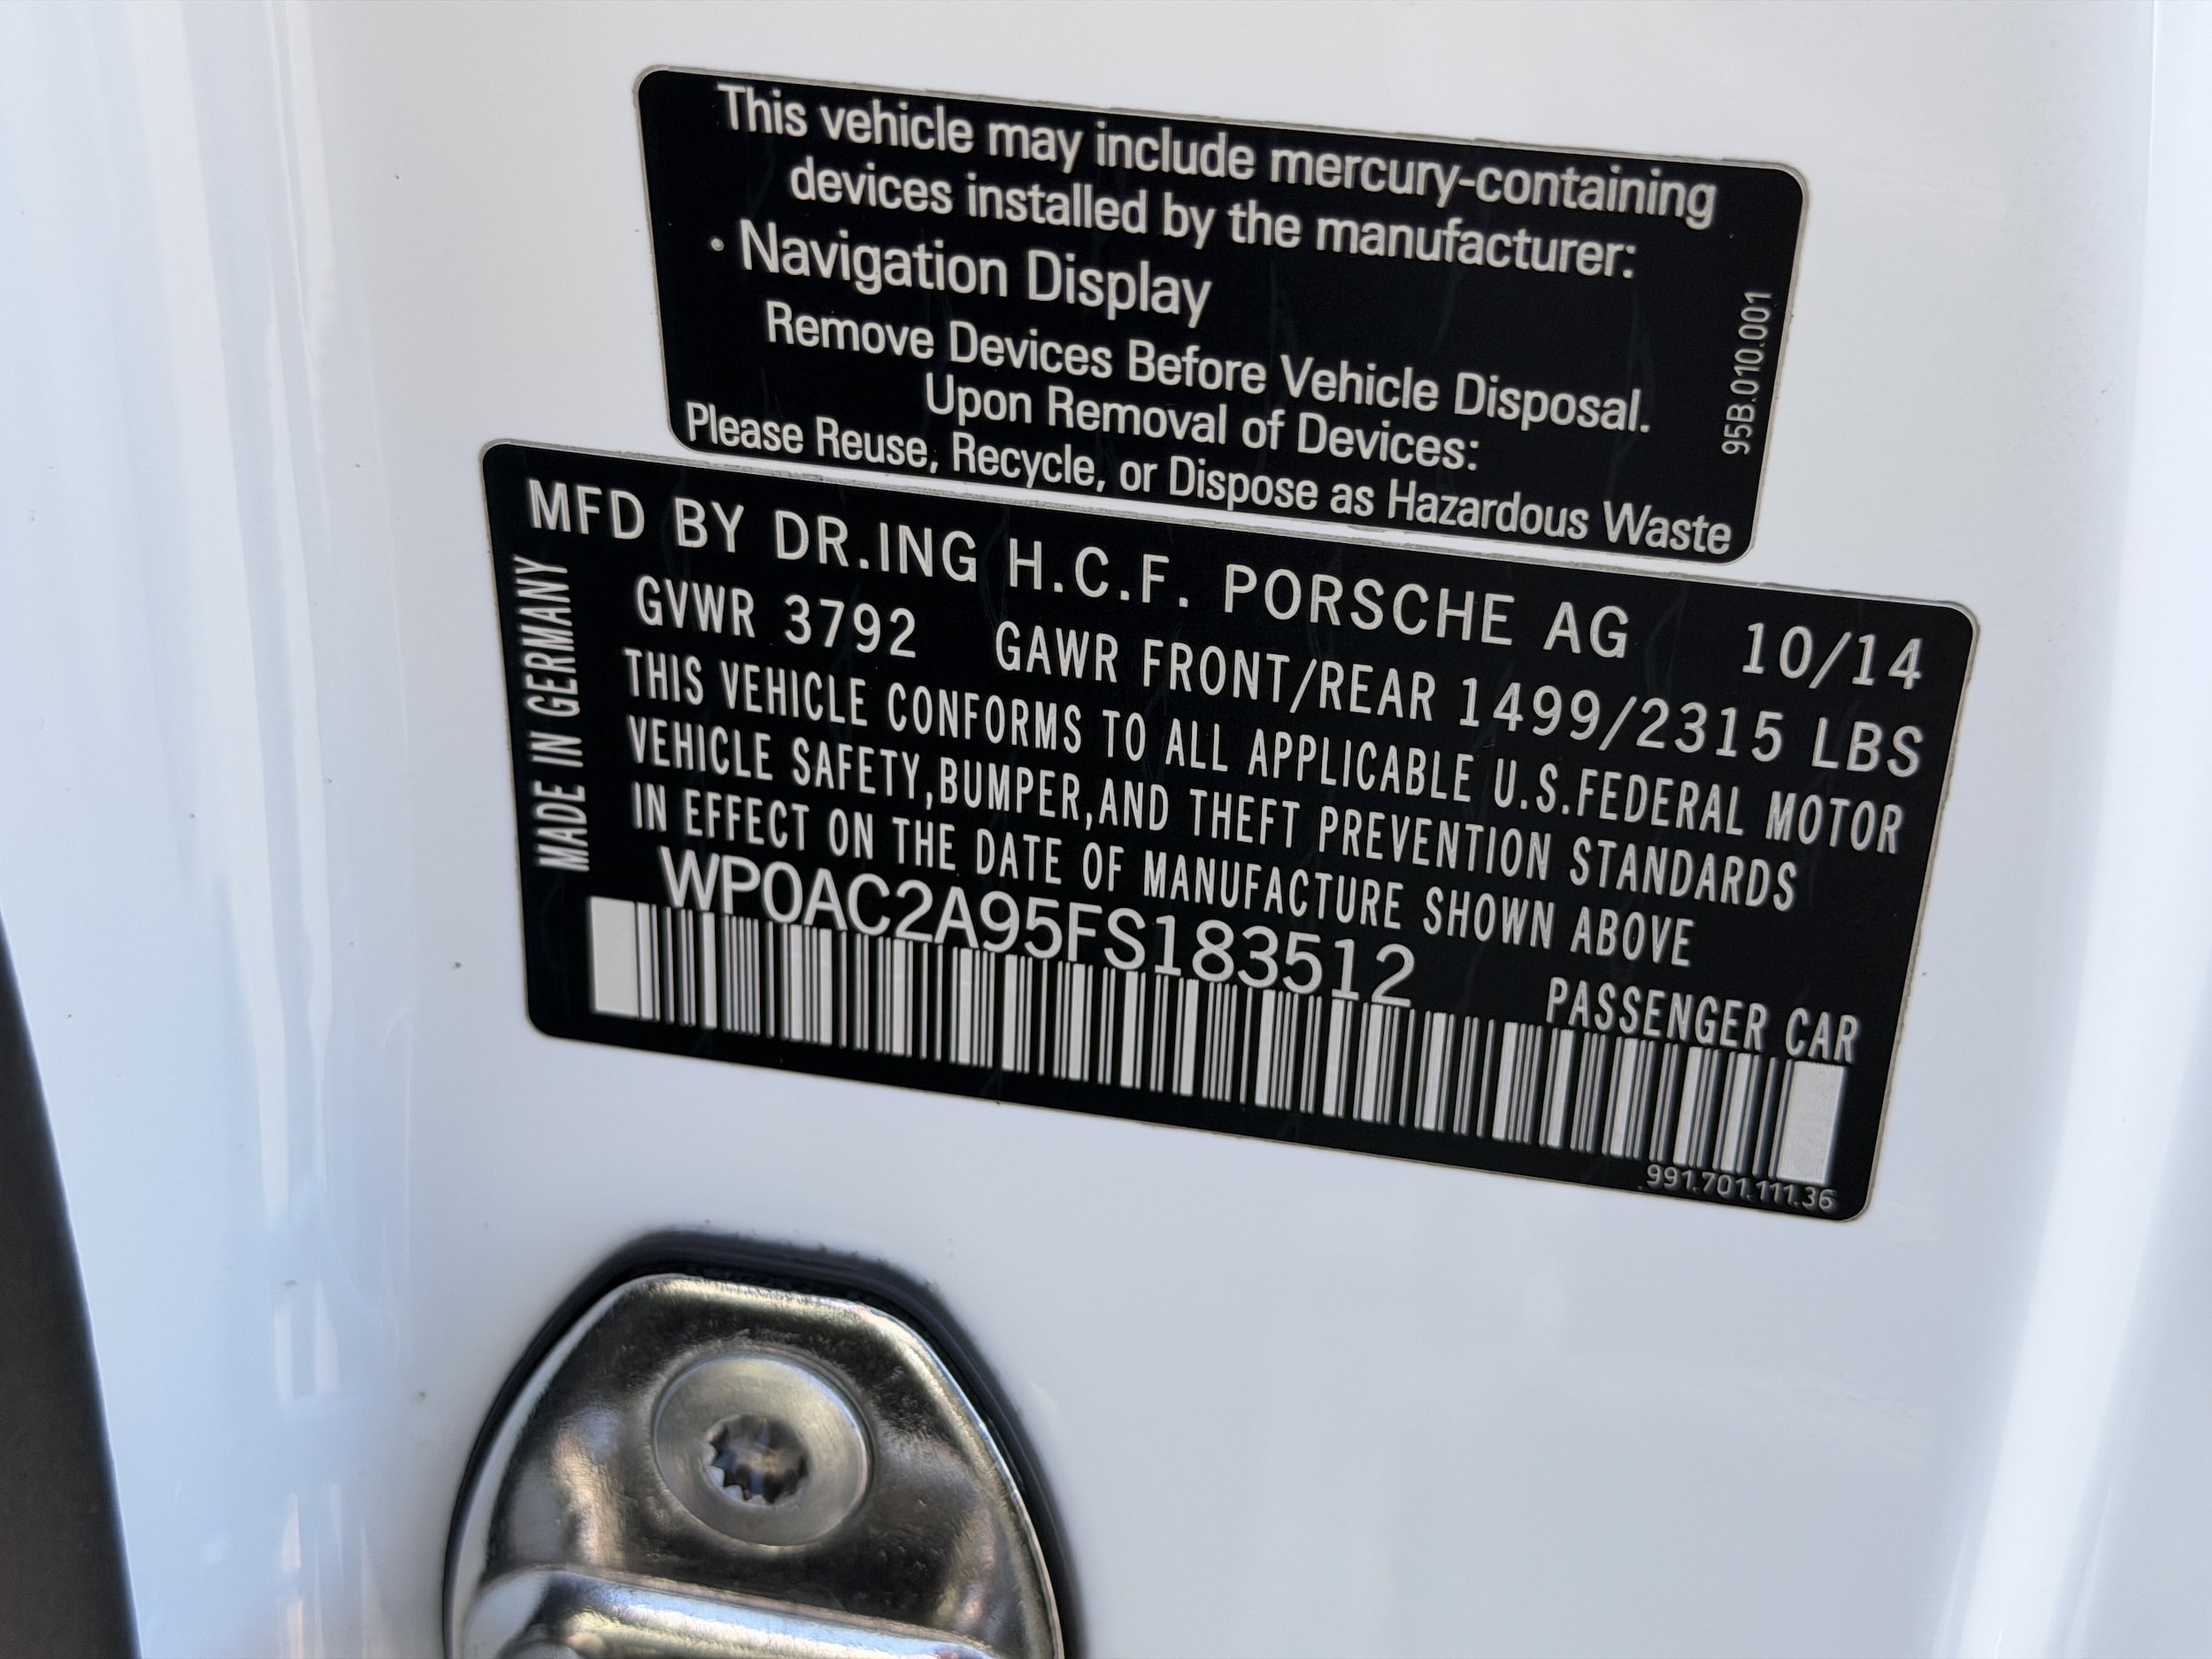 This vehicle may include mercury-containing
devices installed by the manufacturer:
· Navigation Display
Remove Devices Before Vehicle Disposal.
Upon Removal of Devices:
Please Reuse, Recycle, or Dispose as Hazardous Waste
95B.010.001
MFD BY DR.ING H.C.F. PORSCHE AG 10/14
GVWR 3792 GAWR FRONT/REAR 1499/2315 LBS
THIS VEHICLE CONFORMS TO ALL APPLICABLE U.S.FEDERAL MOTOR
VEHICLE SAFETY,BUMPER,AND THEFT PREVENTION STANDARDS
IN EFFECT ON THE DATE OF MANUFACTURE SHOWN ABOVE
WP0AC2A95FS183512
PASSENGER CAR
MADE IN GERMANY
991.701.111.36